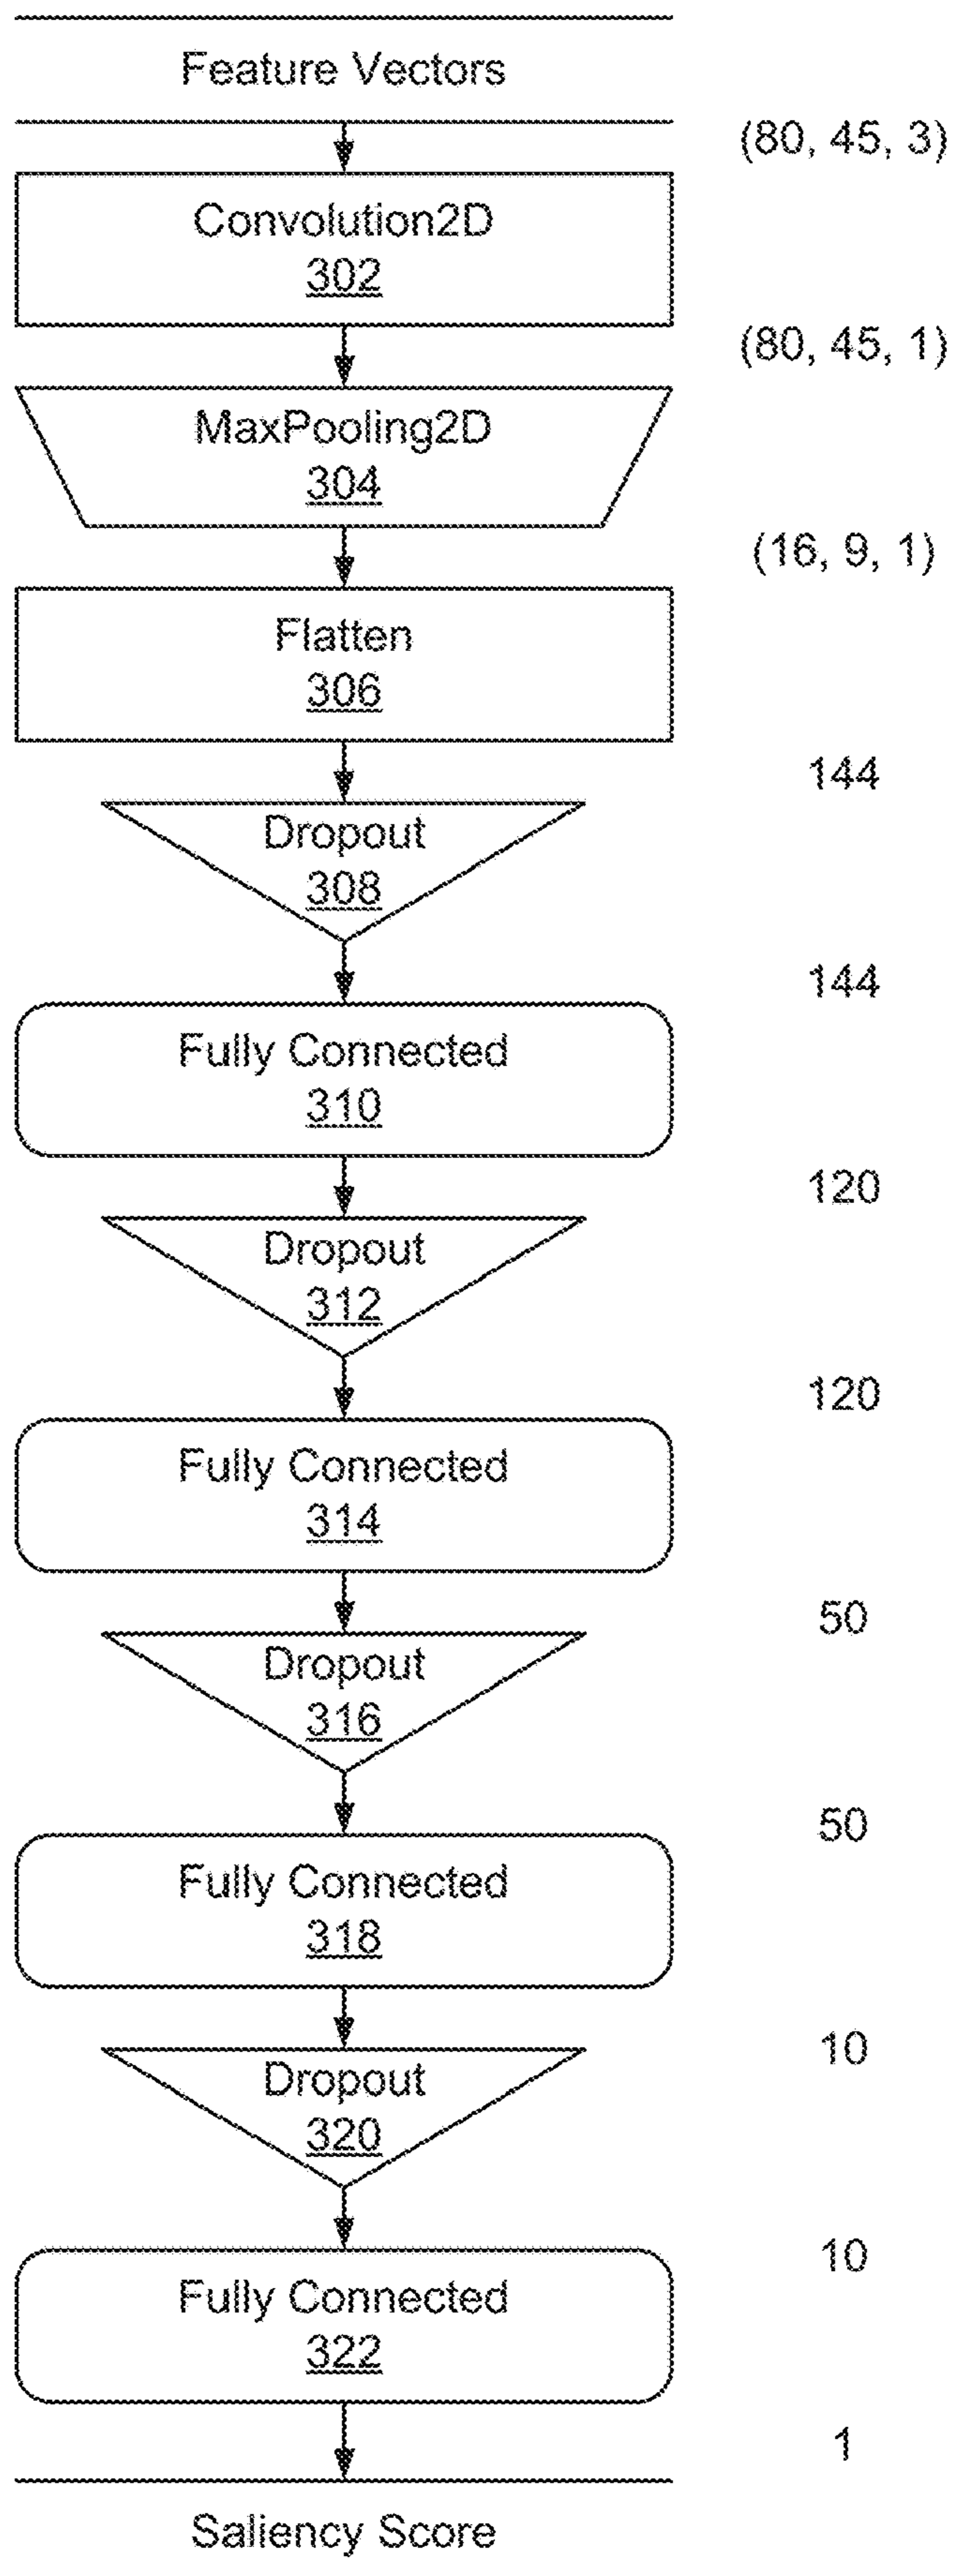 Feature Vectors
(80, 45, 3)
Convolution2D
302
(80, 45, 1)
MaxPooling2D
304
(16, 9, 1)
Flatten
306
144
Dropout
308
144
Fully Connected
310
120
Dropout
312
120
Fully Connected
314
50
Dropout
316
50
Fully Connected
318
10
Dropout
320
10
Fully Connected
322
1
Saliency Score